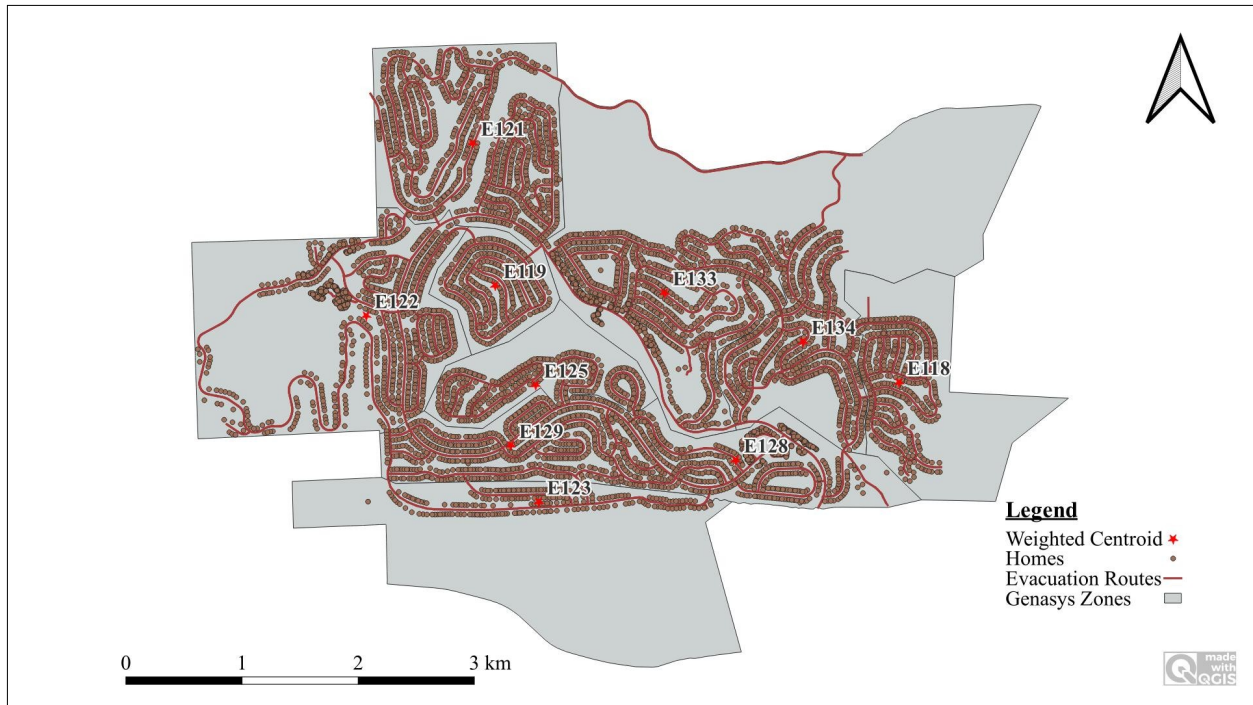 E121
E119
E133
E122
E134
E118
E125
E129
E128
E123
Legend
Weighted Centroid
Homes
Evacuation Routes
Genasys Zones
0 1 2 3 km
made
with
QGIS